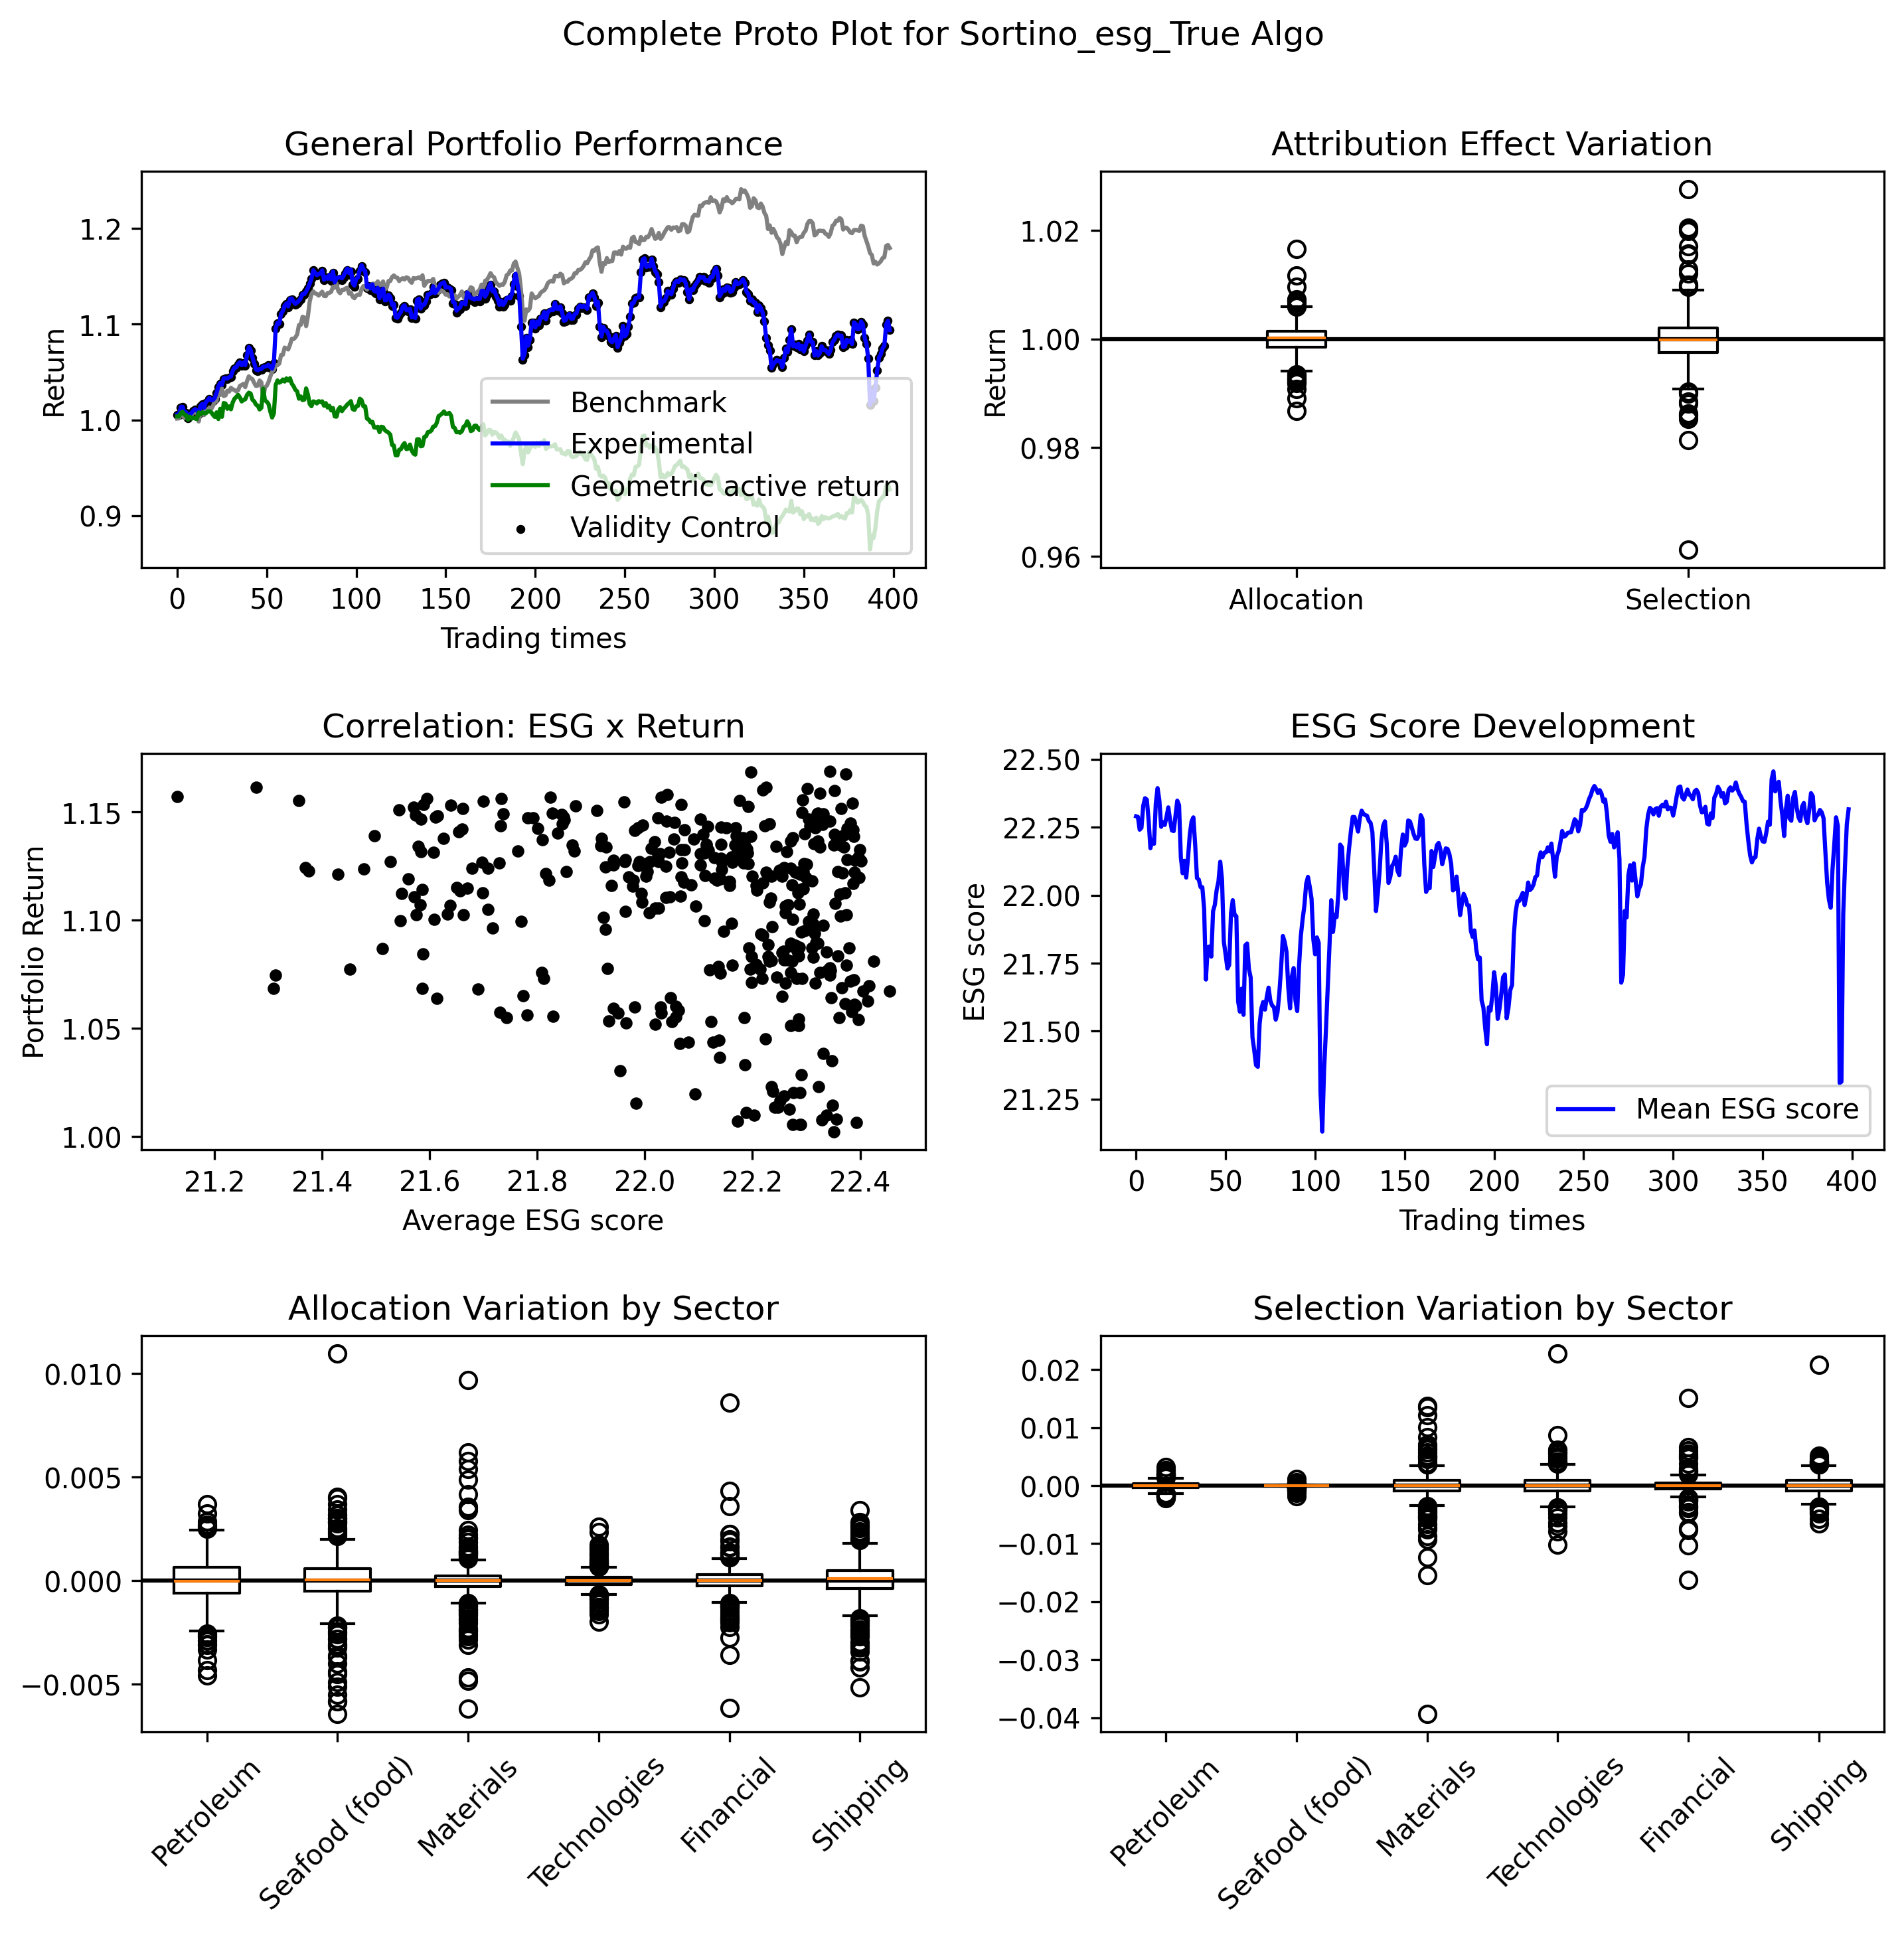 Complete Proto Plot for Sortino_esg_True Algo
General Portfolio Performance
Return
1.2
1.1
1.0
0.9
Benchmark
Experimental
Geometric active return
Validity Control
0 50 100 150 200 250 300 350 400
Trading times
Attribution Effect Variation
Return
1.02
1.00
0.98
0.96
Allocation Selection
Correlation: ESG x Return
Portfolio Return
1.15
1.10
1.05
1.00
21.2 21.4 21.6 21.8 22.0 22.2 22.4
Average ESG score
ESG Score Development
ESG score
22.50
22.25
22.00
21.75
21.50
21.25
Mean ESG score
0 50 100 150 200 250 300 350 400
Trading times
Allocation Variation by Sector
0.010
0.005
0.000
−0.005
Petroleum
Seafood (food)
Materials
Technologies
Financial
Shipping
Selection Variation by Sector
0.02
0.01
0.00
−0.01
−0.02
−0.03
−0.04
Petroleum
Seafood (food)
Materials
Technologies
Financial
Shipping